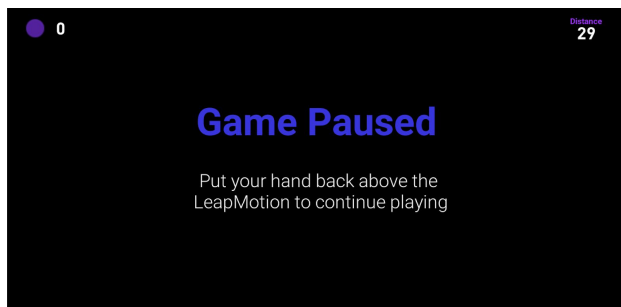 0
Distance
29
Game Paused
Put your hand back above the
LeapMotion to continue playing